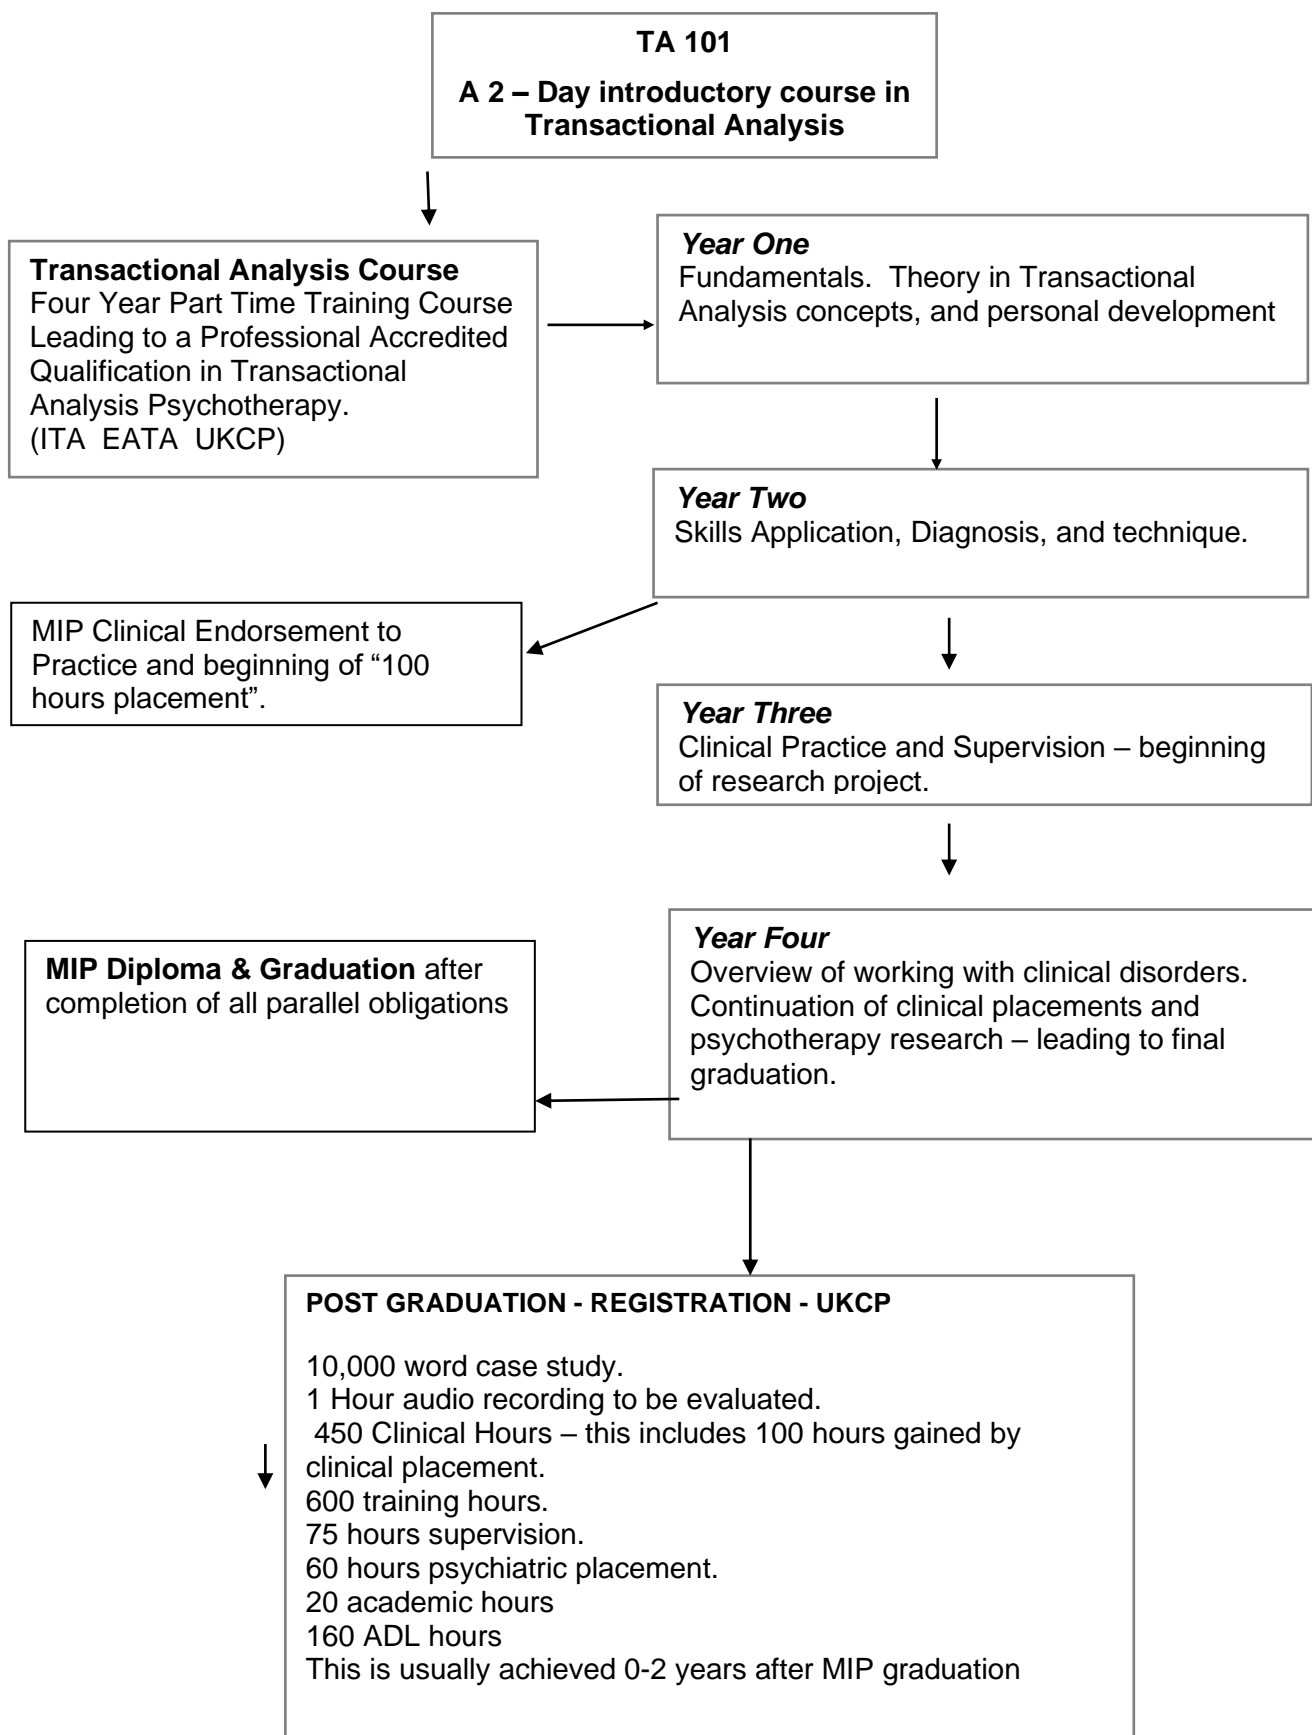 TA 101
A 2 – Day introductory course in
Transactional Analysis
Transactional Analysis Course
Four Year Part Time Training Course
Leading to a Professional Accredited
Qualification in Transactional
Analysis Psychotherapy.
(ITA  EATA  UKCP)
Year One
Fundamentals.  Theory in Transactional
Analysis concepts, and personal development
Year Two
Skills Application, Diagnosis, and technique.
MIP Clinical Endorsement to
Practice and beginning of “100
hours placement”.
Year Three
Clinical Practice and Supervision – beginning
of research project.
Year Four
Overview of working with clinical disorders.
Continuation of clinical placements and
psychotherapy research – leading to final
graduation.
MIP Diploma & Graduation after
completion of all parallel obligations
POST GRADUATION - REGISTRATION - UKCP
10,000 word case study.
1 Hour audio recording to be evaluated.
450 Clinical Hours – this includes 100 hours gained by
clinical placement.
600 training hours.
75 hours supervision.
60 hours psychiatric placement.
20 academic hours
160 ADL hours
This is usually achieved 0-2 years after MIP graduation